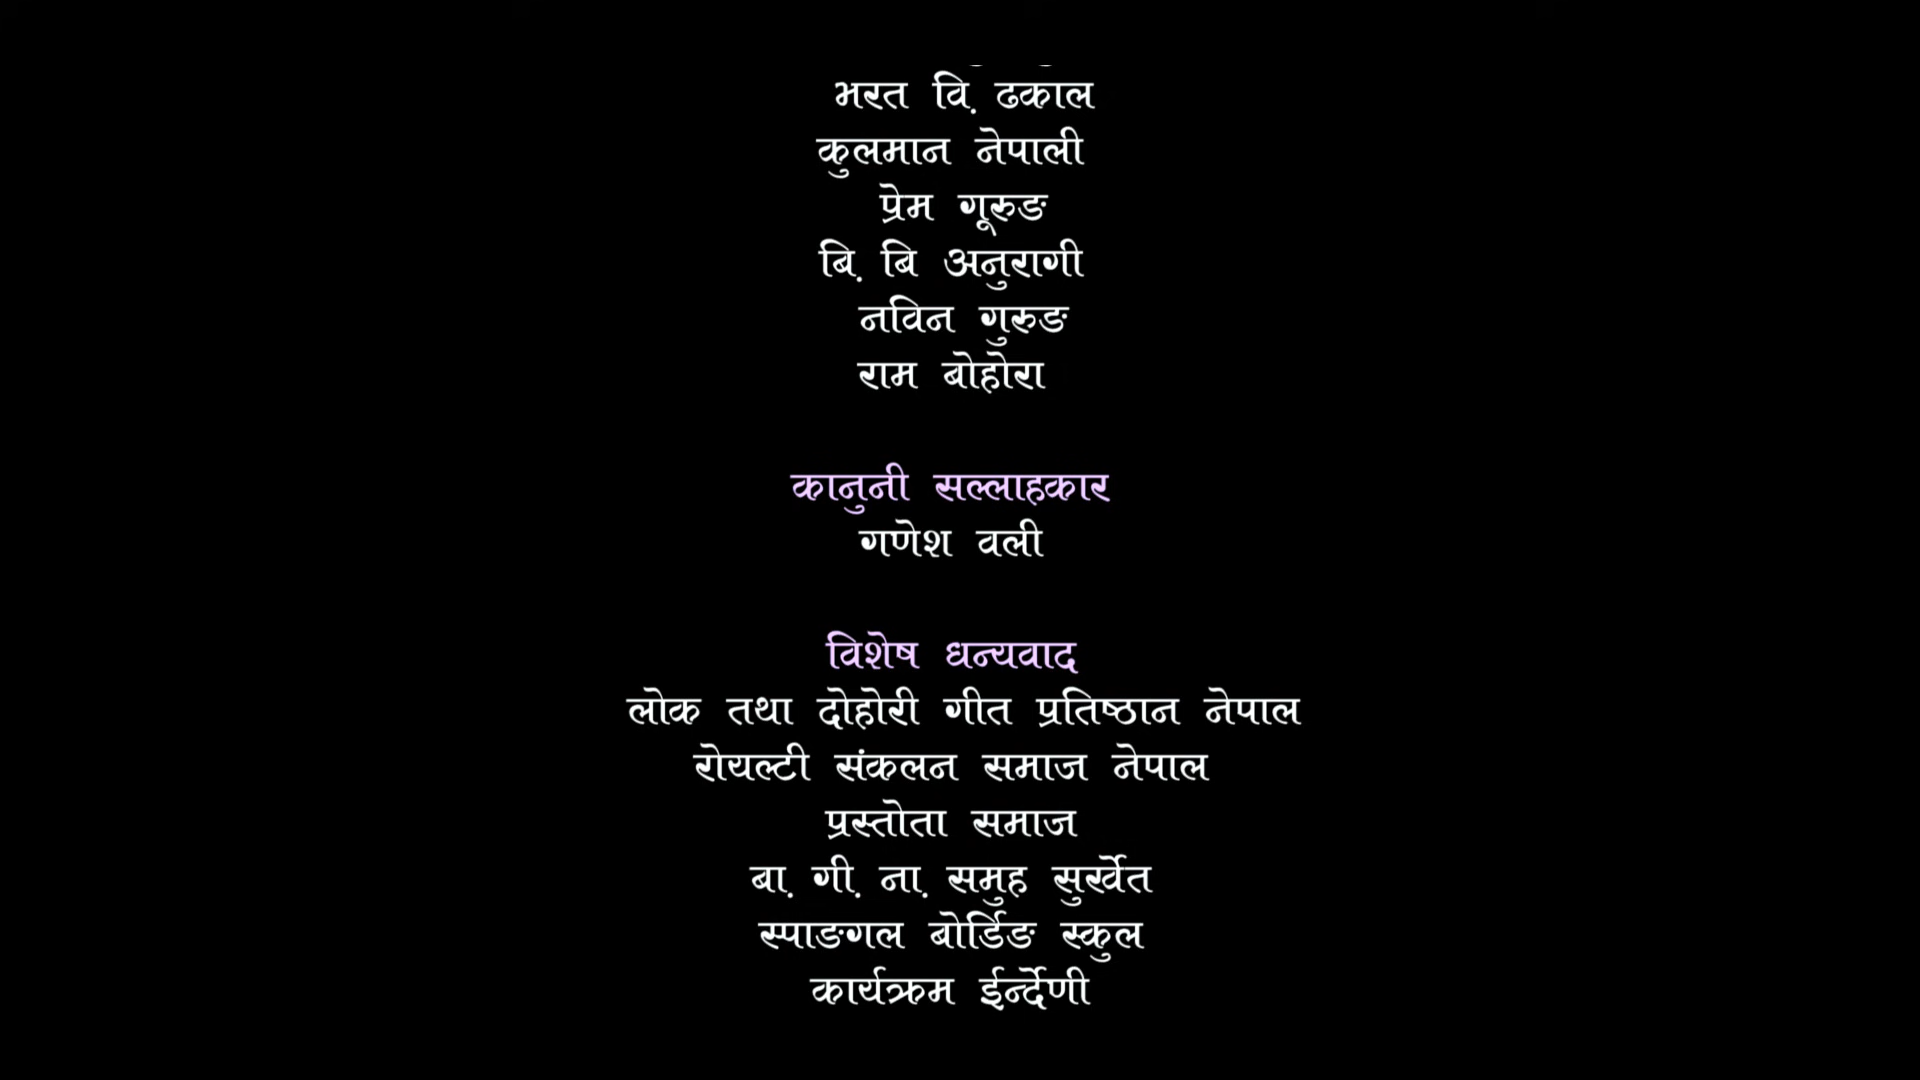 भरत वि. ढकाल
कुलमान नेपाली
प्रेम गूरुङ
बि. बि अनुरागी
नविन गुरुङ
राम बोहोरा
कानुनी सल्लाहकार
गणेश वली
विशेष धन्यवाद
लोक तथा दोहोरी गीत प्रतिष्ठान नेपाल
रोयल्टी संकलन समाज नेपाल
प्रस्तोता समाज
बा. गी. ना. समुह सुर्खेत
स्पाङगल बोर्डिङ स्कुल
कार्यक्रम ईर्न्देणी